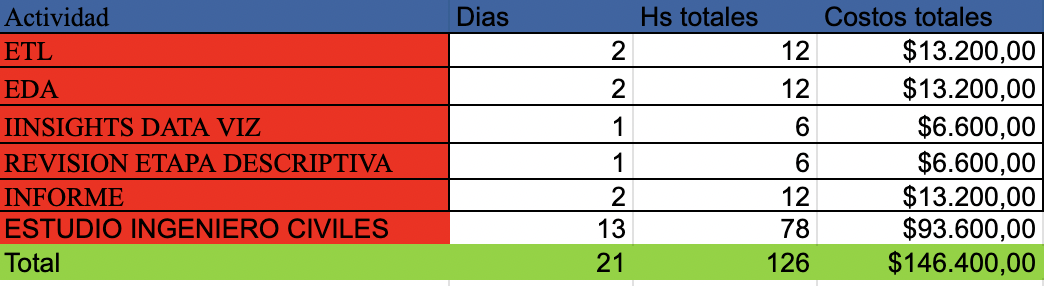 Actividad Dias Hs totales Costos totales
ETL 2 12 $13.200,00
EDA 2 12 $13.200,00
IINSIGHTS DATA VIZ 1 6 $6.600,00
REVISION ETAPA DESCRIPTIVA 1 6 $6.600,00
INFORME 2 12 $13.200,00
ESTUDIO INGENIERO CIVILES 13 78 $93.600,00
Total 21 126 $146.400,00